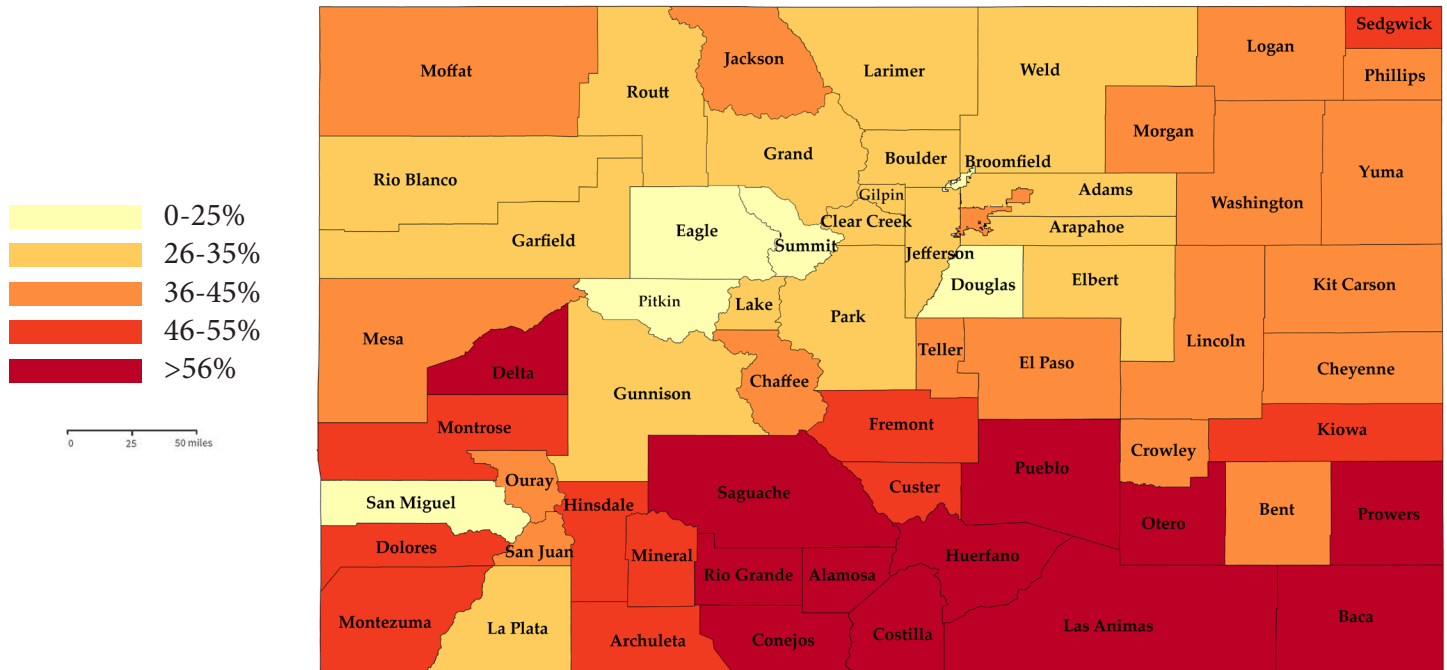 0-25%
26-35%
36-45%
46-55%
>56%
0 25 50 miles
Moffat
Routt
Jackson
Larimer
Weld
Logan
Sedgwick
Phillips
Rio Blanco
Grand
Boulder
Broomfield
Morgan
Washington
Yuma
Garfield
Eagle
Summit
Gilpin
Clear Creek
Jefferson
Adams
Arapahoe
Pitkin
Lake
Park
Douglas
Elbert
Lincoln
Kit Carson
Mesa
Delta
Gunnison
Chaffee
Teller
El Paso
Cheyenne
Montrose
Fremont
Crowley
Kiowa
Ouray
Saguache
Custer
Pueblo
San Miguel
Hinsdale
Otero
Bent
Prowers
Dolores
San Juan
Mineral
Rio Grande
Alamosa
Huerfano
Montezuma
La Plata
Archuleta
Conejos
Costilla
Las Animas
Baca